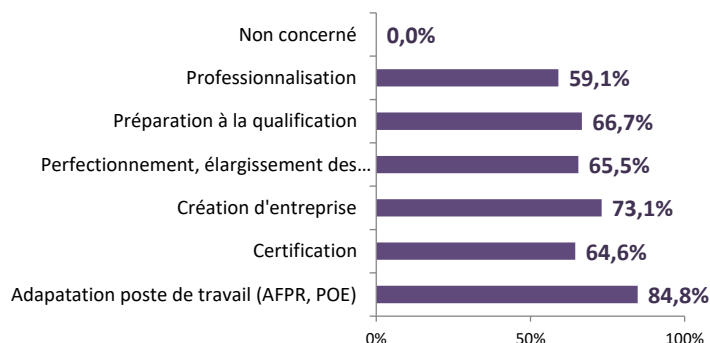 Non concerné 0,0%
Professionnalisation 59,1%
Préparation à la qualification 66,7%
Perfectionnement, élargissement des... 65,5%
Création d'entreprise 73,1%
Certification 64,6%
Adapatation poste de travail (AFPR, POE) 84,8%
0% 50% 100%